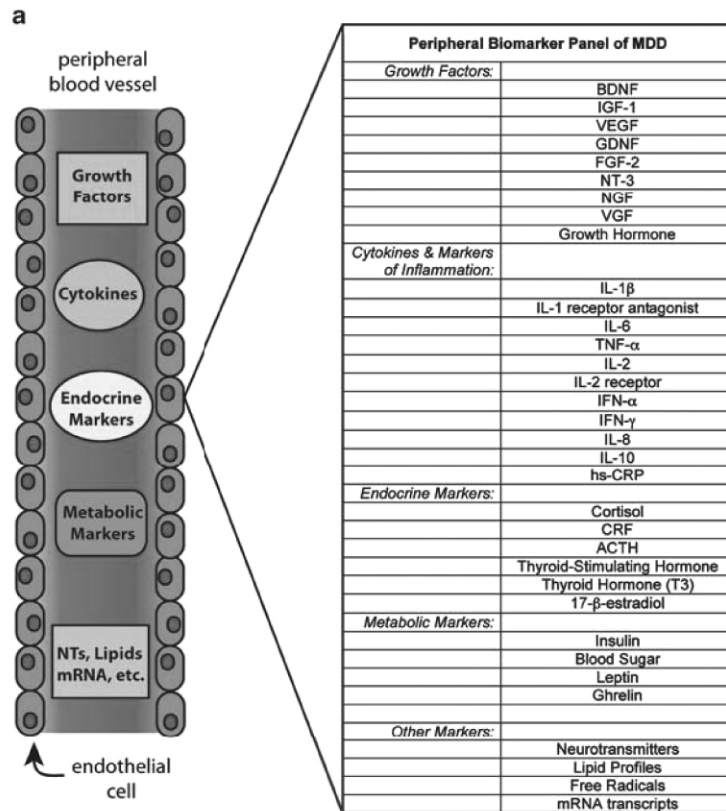 a
peripheral
blood vessel
Growth
Factors
Cytokines
Endocrine
Markers
Metabolic
Markers
NTs, Lipids
mRNA, etc.
endothelial
cell
Peripheral Biomarker Panel of MDD
Growth Factors:
BDNF
IGF-1
VEGF
GDNF
FGF-2
NT-3
NGF
VGF
Growth Hormone
Cytokines & Markers
of Inflammation:
IL-1β
IL-1 receptor antagonist
IL-6
TNF-α
IL-2
IL-2 receptor
IFN-α
IFN-γ
IL-8
IL-10
hs-CRP
Endocrine Markers:
Cortisol
CRF
ACTH
Thyroid-Stimulating Hormone
Thyroid Hormone (T3)
17-β-estradiol
Metabolic Markers:
Insulin
Blood Sugar
Leptin
Ghrelin
Other Markers:
Neurotransmitters
Lipid Profiles
Free Radicals
mRNA transcripts